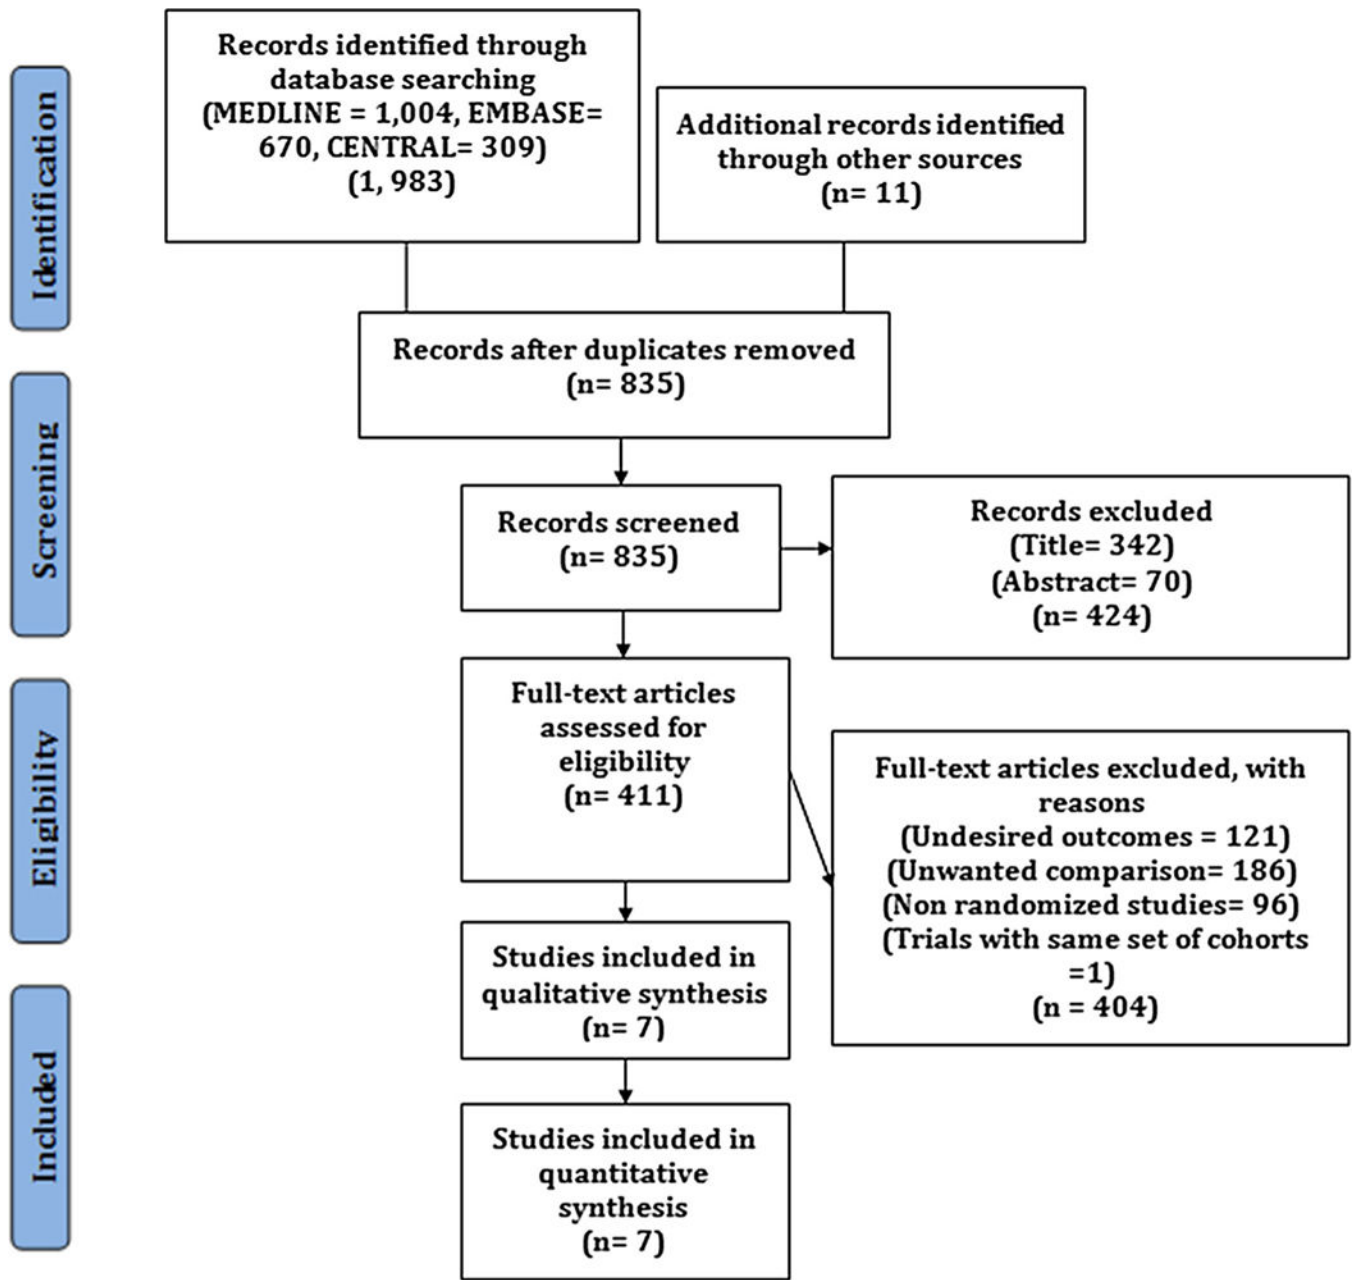 Identification
Records identified through
database searching
(MEDLINE = 1,004, EMBASE=
670, CENTRAL= 309)
(1, 983)
Additional records identified
through other sources
(n= 11)
Records after duplicates removed
(n= 835)
Screening
Records screened
(n= 835)
Records excluded
(Title= 342)
(Abstract= 70)
(n= 424)
Eligibility
Full-text articles
assessed for
eligibility
(n= 411)
Full-text articles excluded, with
reasons
(Undesired outcomes = 121)
(Unwanted comparison= 186)
(Non randomized studies= 96)
(Trials with same set of cohorts
=1)
(n = 404)
Studies included in
qualitative synthesis
(n= 7)
Included
Studies included in
quantitative
synthesis
(n= 7)